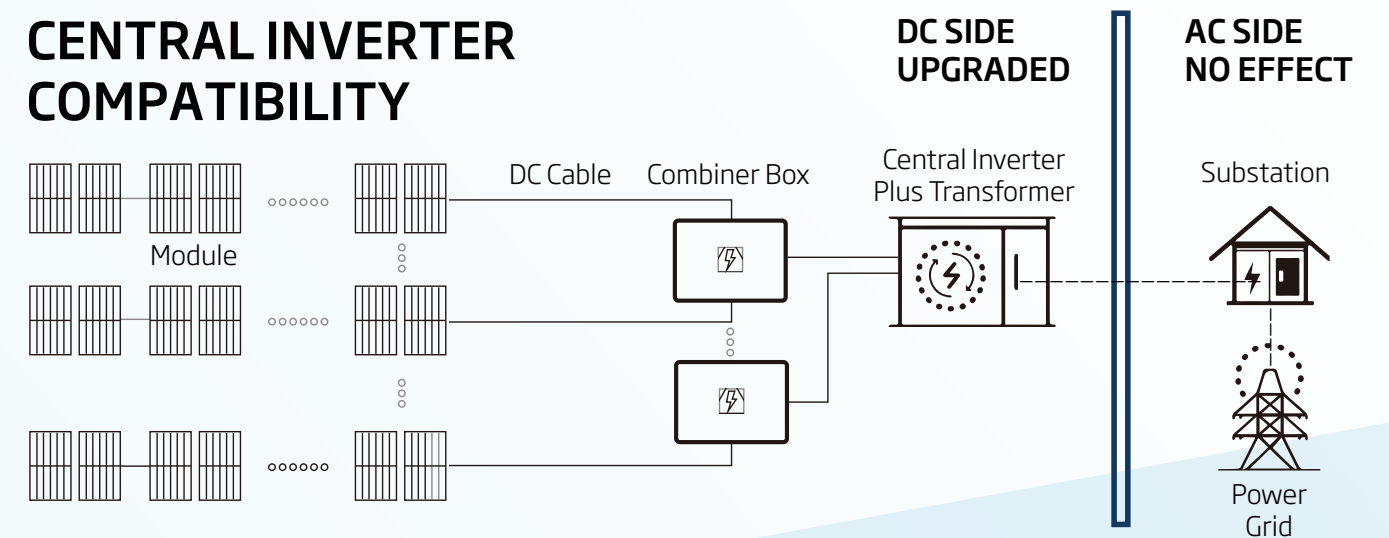 CENTRAL INVERTER
COMPATIBILITY
DC SIDE
UPGRADED
AC SIDE
NO EFFECT
DC Cable
Combiner Box
Central Inverter
Plus Transformer
Substation
Module
Power
Grid